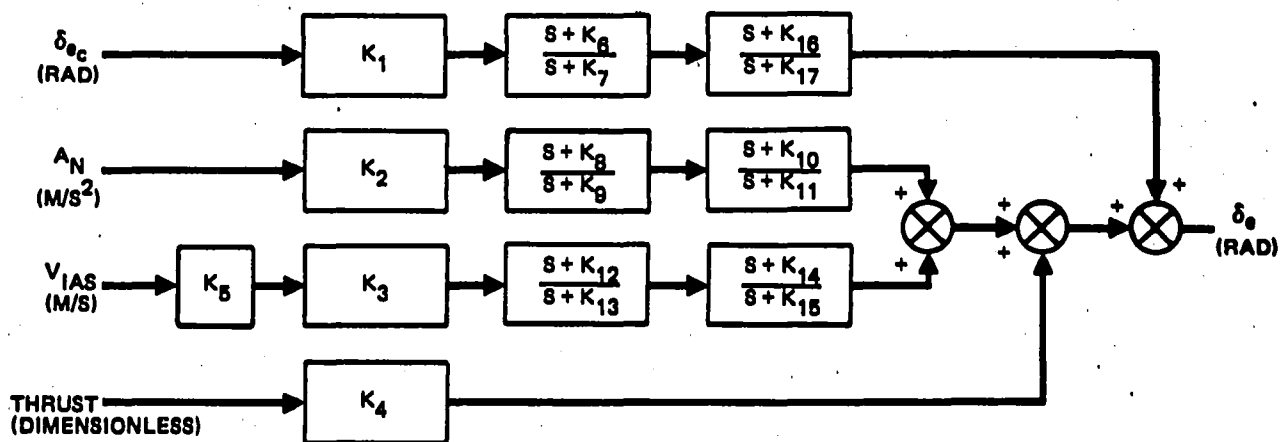 δec (RAD)
K1
S + K6 / S + K7
S + K16 / S + K17
AN (M/S²)
K2
S + K8 / S + K9
S + K10 / S + K11
VIAS (M/S)
K5
K3
S + K12 / S + K13
S + K14 / S + K15
THRUST (DIMENSIONLESS)
K4
+ +
+ +
+ +
δe (RAD)